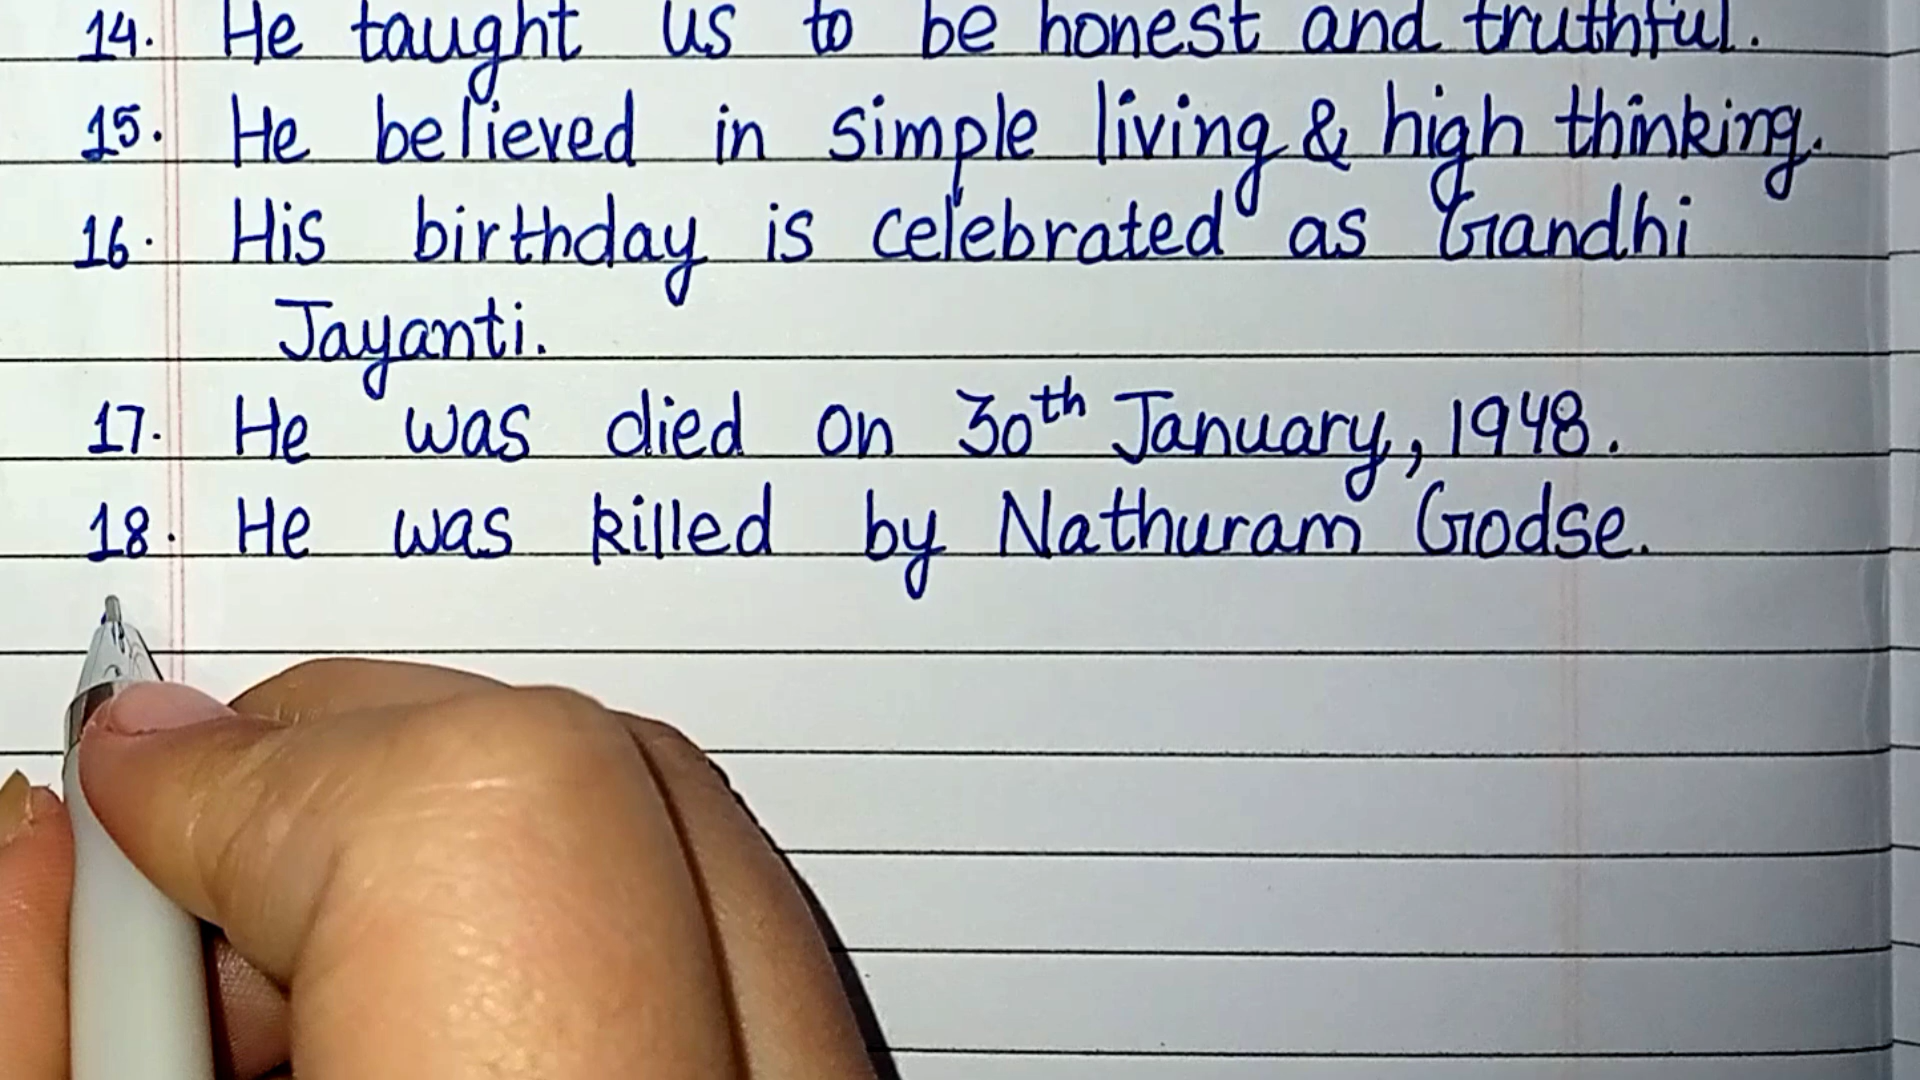 14. He taught us to be honest and truthful.
15. He believed in simple living & high thinking.
16. His birthday is celebrated as Gandhi
Jayanti.
17. He was died on 30th January, 1948.
18. He was killed by Nathuram Godse.